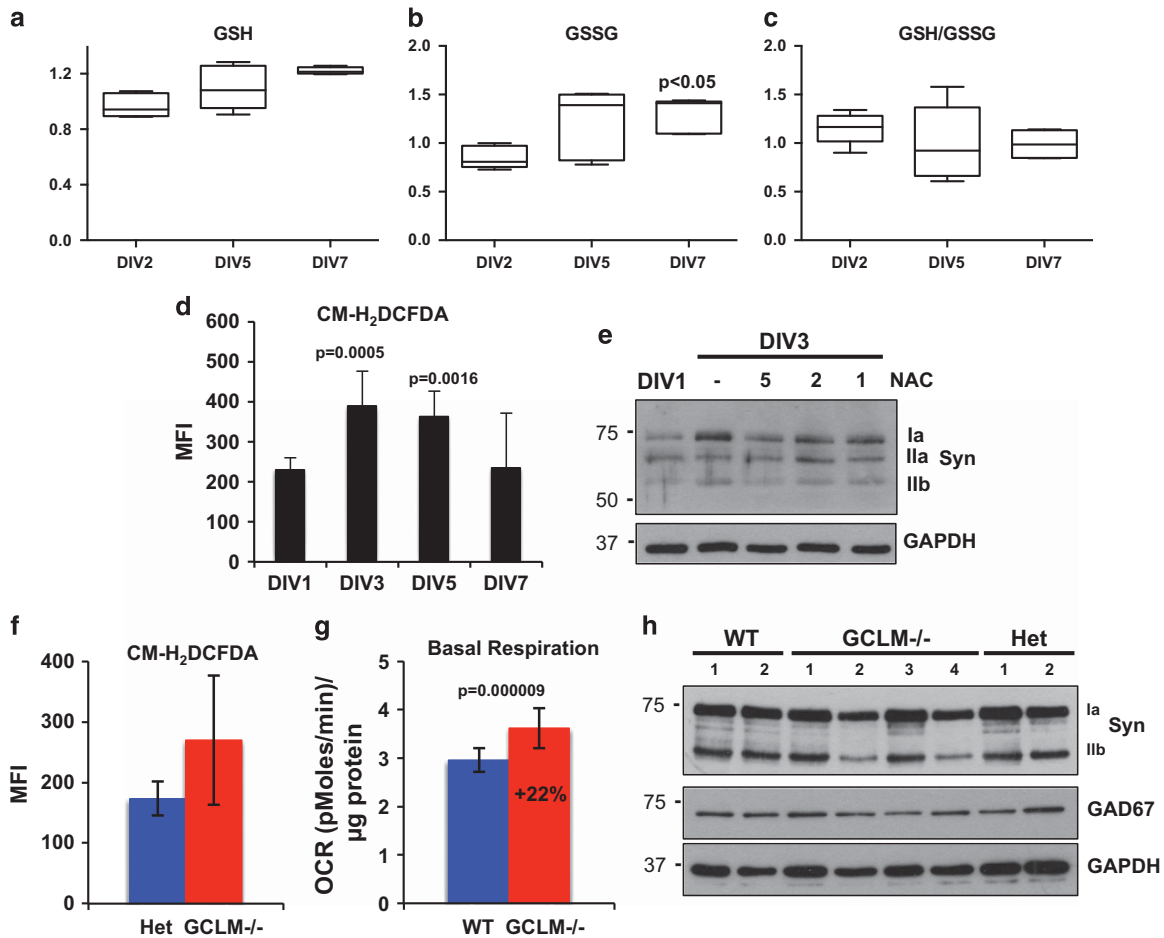 a
GSH
1.2
0.9
0.6
0.3
0.0
DIV2 DIV5 DIV7
b
GSSG
2.0
1.5
1.0
0.5
0.0
p<0.05
DIV2 DIV5 DIV7
c
GSH/GSSG
2.0
1.5
1.0
0.5
0.0
DIV2 DIV5 DIV7
d
CM-H₂DCFDA
MFI
600
500
400
300
200
100
0
p=0.0005
p=0.0016
DIV1 DIV3 DIV5 DIV7
e
DIV3
DIV1 - 5 2 1 NAC
75
50
37
Ia
IIa Syn
IIb
GAPDH
f
CM-H₂DCFDA
MFI
400
300
200
100
0
Het GCLM-/-
g
Basal Respiration
OCR (pMoles/min)/
µg protein
5
4
3
2
1
0
p=0.000009
+22%
WT GCLM-/-
h
WT GCLM-/- Het
1 2 1 2 3 4 1 2
75
Ia
Syn
IIb
75
GAD67
37
GAPDH